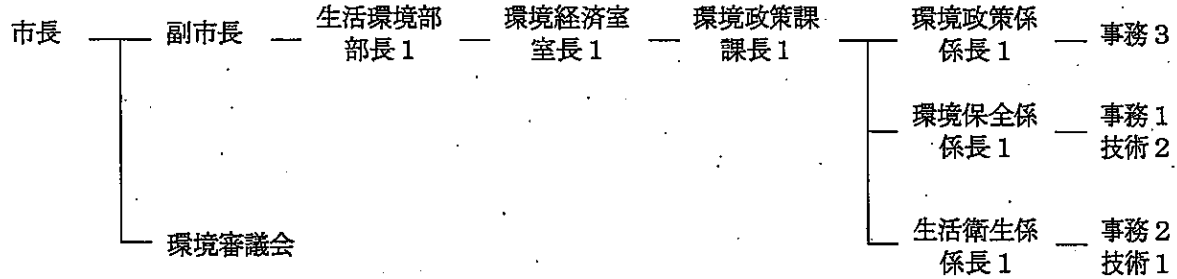 市長
副市長
生活環境部
部長1
環境経済室
室長1
環境政策課
課長1
環境政策係
係長1
事務3
環境保全係
係長1
事務1
技術2
環境審議会
生活衛生係
係長1
事務2
技術1